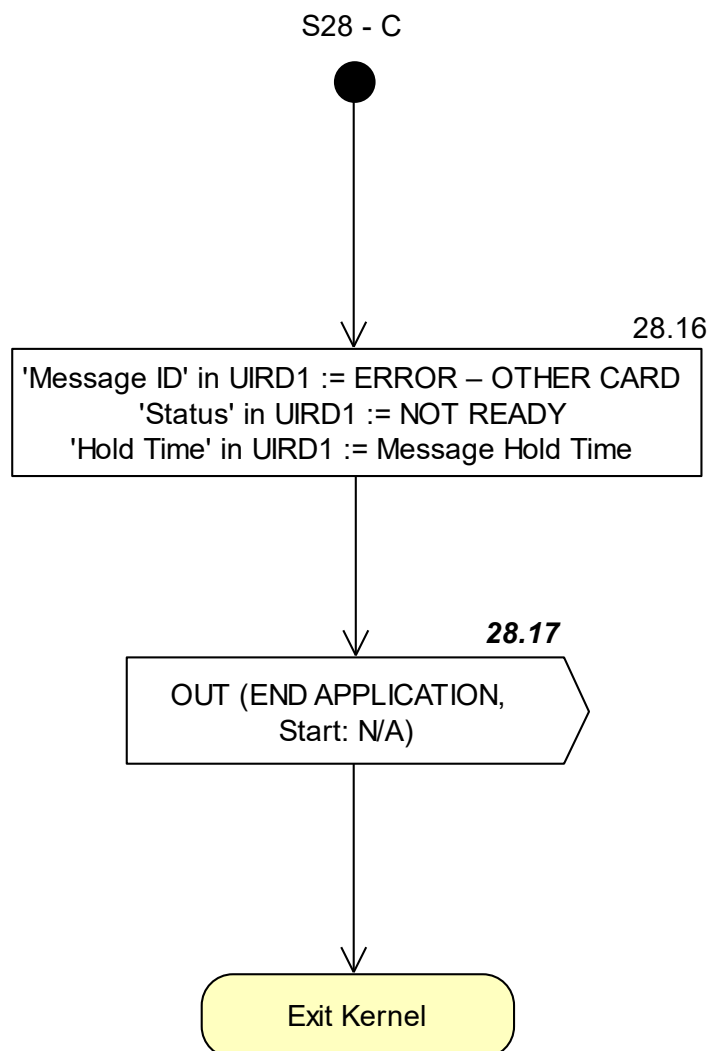 S28 - C
28.16
'Message ID' in UIRD1 := ERROR – OTHER CARD
'Status' in UIRD1 := NOT READY
'Hold Time' in UIRD1 := Message Hold Time
28.17
OUT (END APPLICATION,
Start: N/A)
Exit Kernel